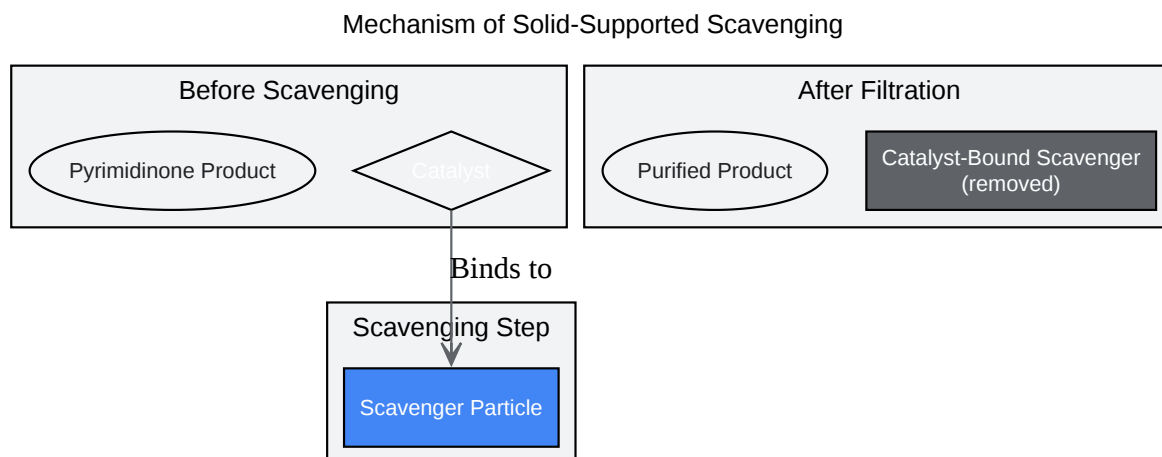 Mechanism of Solid-Supported Scavenging
Before Scavenging
Pyrimidinone Product
Catalyst
After Filtration
Purified Product
Catalyst-Bound Scavenger
(removed)
Binds to
Scavenging Step
Scavenger Particle